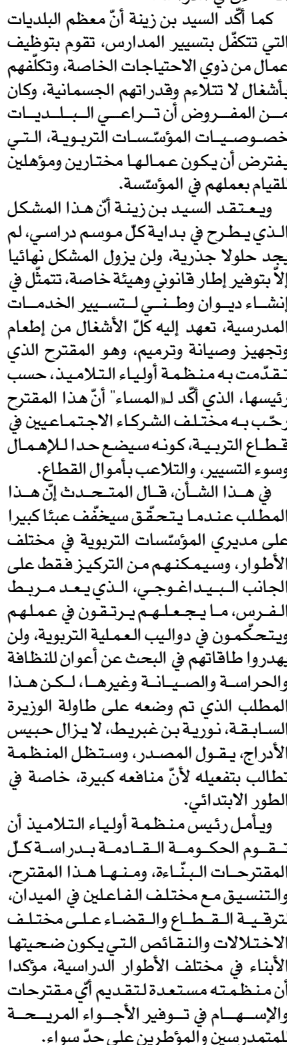 كما أكّد السيد بن زينة أنّ معظم البلديات
التي تتكفّل بتسيير المدارس، تقوم بتوظيف
عمال من ذوي الاحتياجات الخاصة، وتكلّفهم
بأشغال لا تتلاءم وقدراتهم الجسمانية، وكان
من المفروض أن تراعي البلديات
خصوصيات المؤسّسات التربوية، التي
يفترض أن يكون عمالها مختارين ومؤهلين
للقيام بعملهم في المؤسّسة.
ويعتقد السيد بن زينة أنّ هذا المشكل
الذي يطرح في بداية كلّ موسم دراسي، لم
يجد حلولا جذرية، ولن يزول المشكل نهائيا
إلاّ بتوفير إطار قانوني وهيئة خاصة، تتمثّل في
إنشاء ديوان وطني لتسيير الخدمات
المدرسية، تعهد إليه كلّ الأشغال من إطعام
وتجهيز وصيانة وترميم، وهو المقترح الذي
تقدّمت به منظمة أولياء التلاميذ، حسب
رئيسها، الذي أكّد لـ«المساء" أنّ هذا المقترح
رحّب به مختلف الشركاء الاجتماعيين في
قطاع التربية، كونه سيضع حدا للإهمال
وسوء التسيير، والتلاعب بأموال القطاع.
في هذا الشأن، قال المتحدث إنّ هذا
المطلب عندما يتحقّق سيخفّف عبئا كبيرا
على مديري المؤسّسات التربوية في مختلف
الأطوار، وسيمكنهم من التركيز فقط على
الجانب البيداغوجي، الذي يعد مربط
الفرس، ما يجعلهم يرتقون في عملهم
ويتحكّمون في دواليب العملية التربوية، ولن
يهدروا طاقاتهم في البحث عن أعوان للنظافة
والحراسة والصيانة وغيرها، لكن هذا
المطلب الذي تم وضعه على طاولة الوزيرة
السابقة، نورية بن غبريط، لا يزال حبيس
الأدراج، يقول المصدر، وستظل المنظمة
تطالب بتفعيله لأنّ منافعه كبيرة، خاصة في
الطور الابتدائي.
ويأمل رئيس منظمة أولياء التلاميذ أن
تقوم الحكومة القادمة بدراسة كلّ
المقترحات البنّاءة، ومنها هذا المقترح،
والتنسيق مع مختلف الفاعلين في الميدان،
لترقية القطاع والقضاء على مختلف
الاختلالات والنقائص التي يكون ضحيتها
الأبناء في مختلف الأطوار الدراسية، مؤكدا
أن منظمته مستعدة لتقديم أيّ مقترحات
والإسهام في توفير الأجواء المريحة
للمتمدرسين والمؤطرين على حدّ سواء.